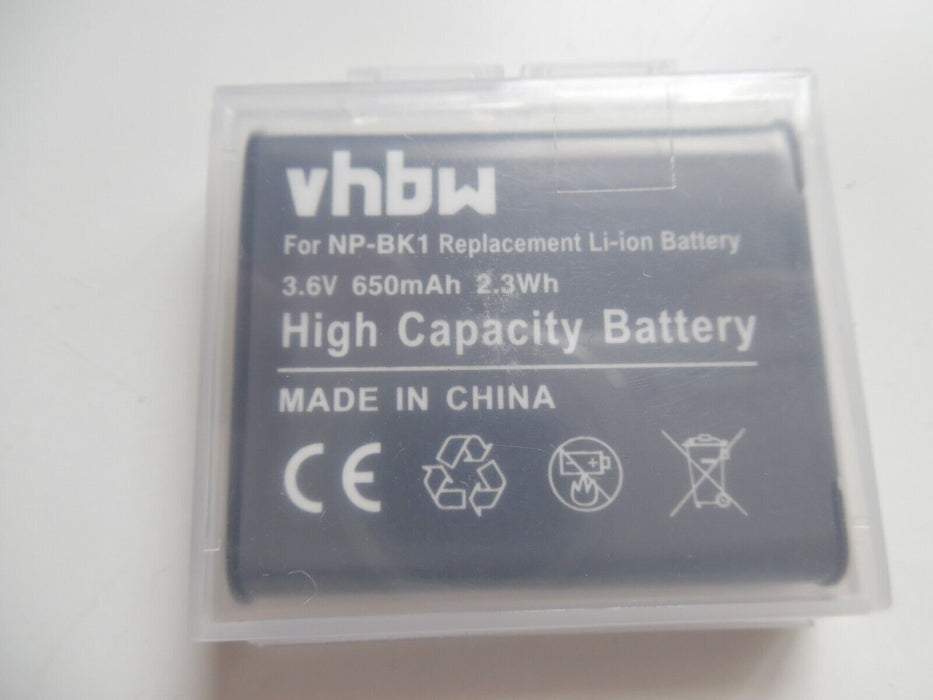 vhbw
For NP-BK1 Replacement Li-ion Battery
3.6V 650mAh 2.3Wh
High Capacity Battery
MADE IN CHINA
CE